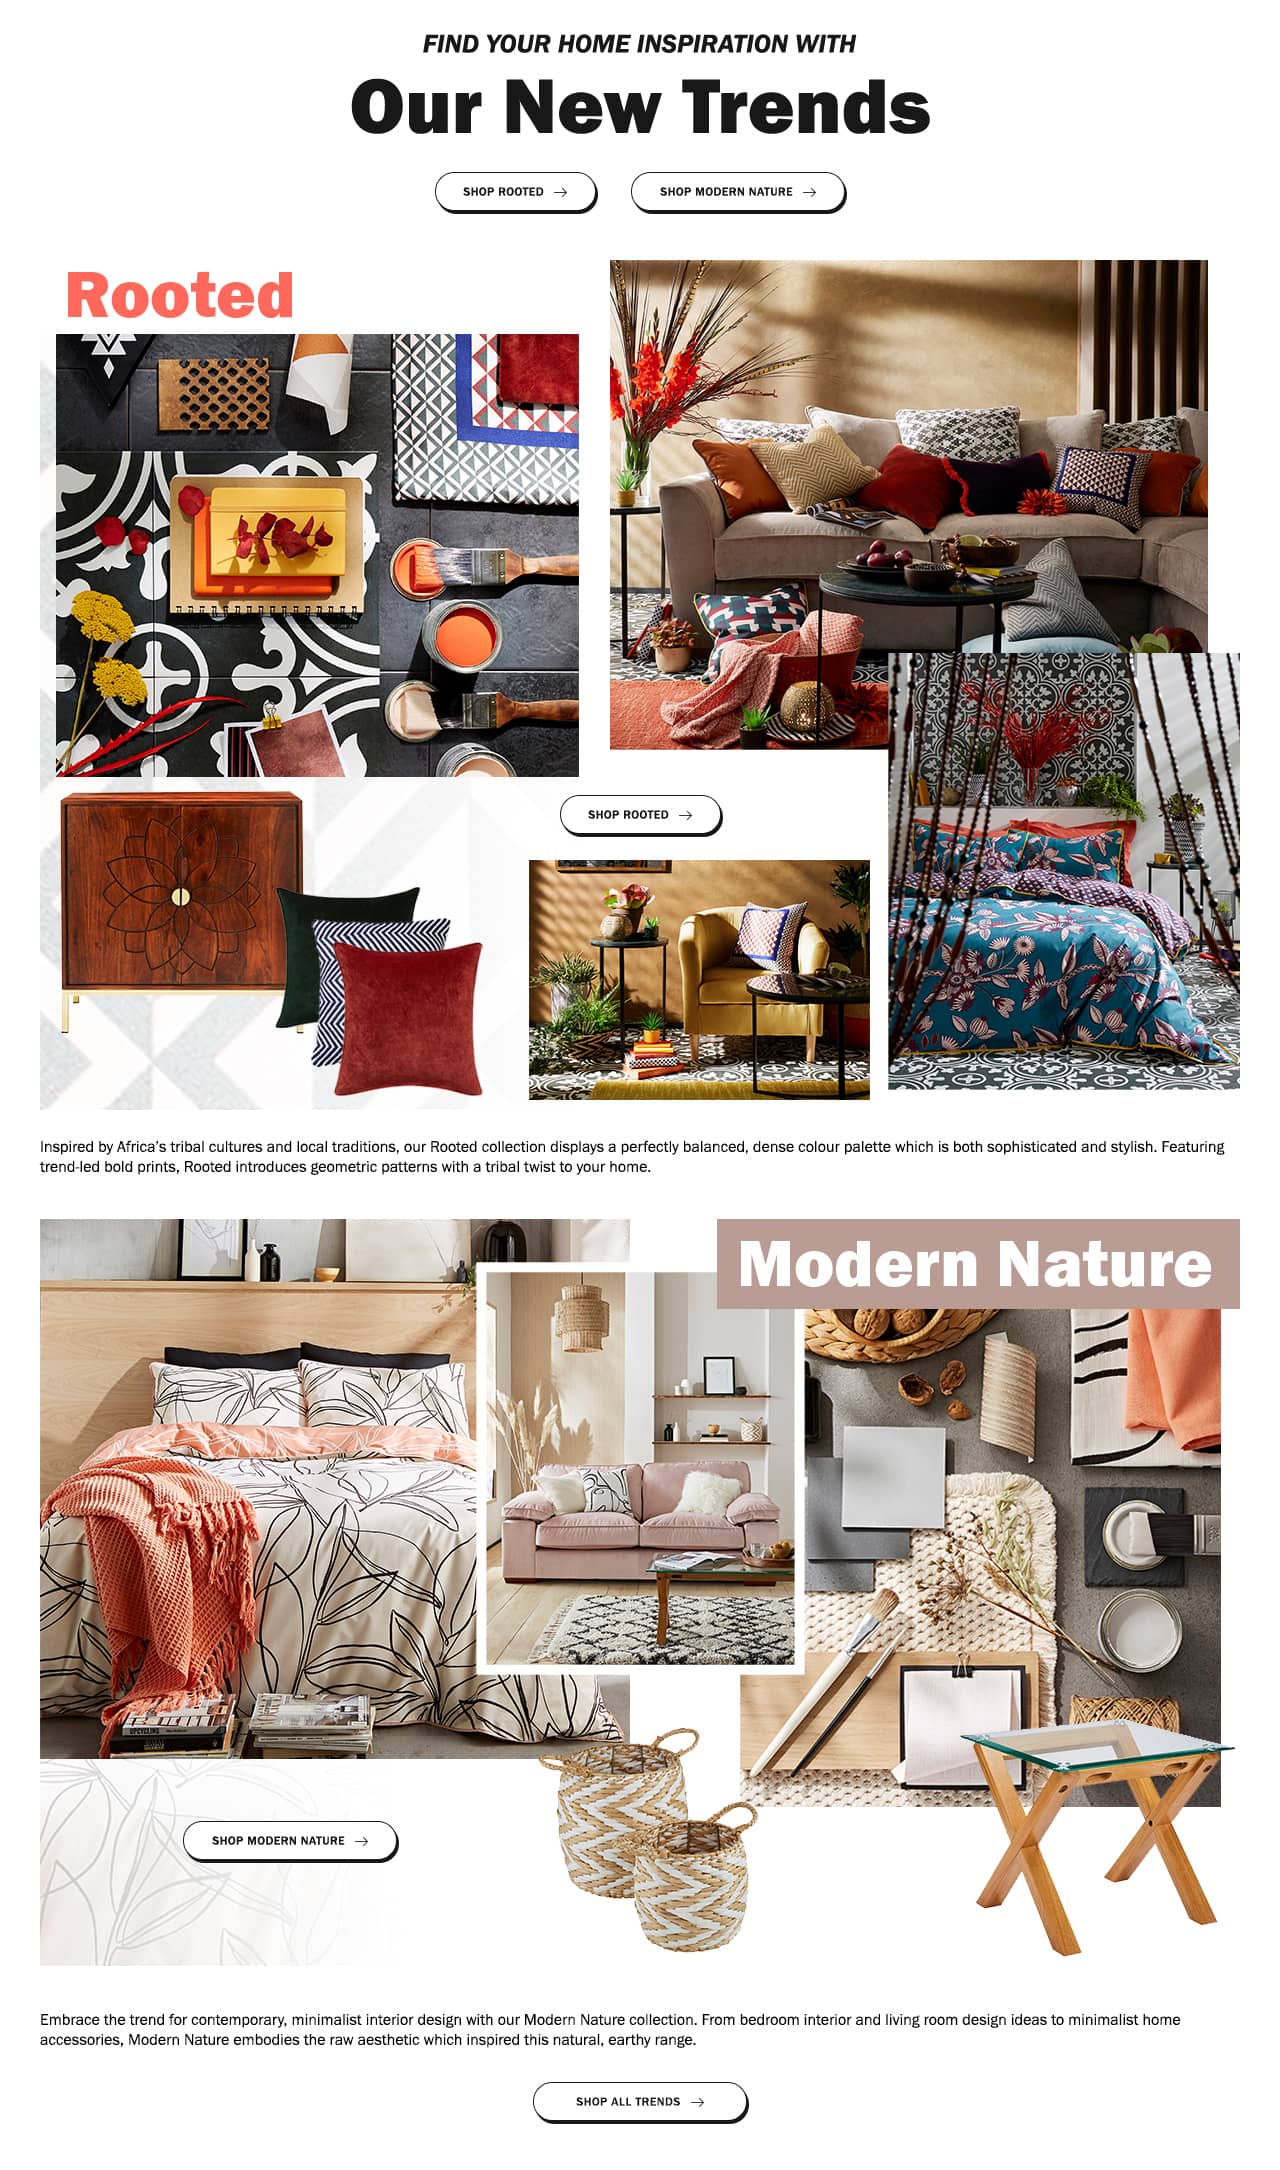 FIND YOUR HOME INSPIRATION WITH
Our New Trends
SHOP ROOTED
SHOP MODERN NATURE
Rooted
SHOP ROOTED
Inspired by Africa’s tribal cultures and local traditions, our Rooted collection displays a perfectly balanced, dense colour palette which is both sophisticated and stylish. Featuring
trend-led bold prints, Rooted introduces geometric patterns with a tribal twist to your home.
Modern Nature
UPCYCLING
SHOP MODERN NATURE
Embrace the trend for contemporary, minimalist interior design with our Modern Nature collection. From bedroom interior and living room design ideas to minimalist home
accessories, Modern Nature embodies the raw aesthetic which inspired this natural, earthy range.
SHOP ALL TRENDS